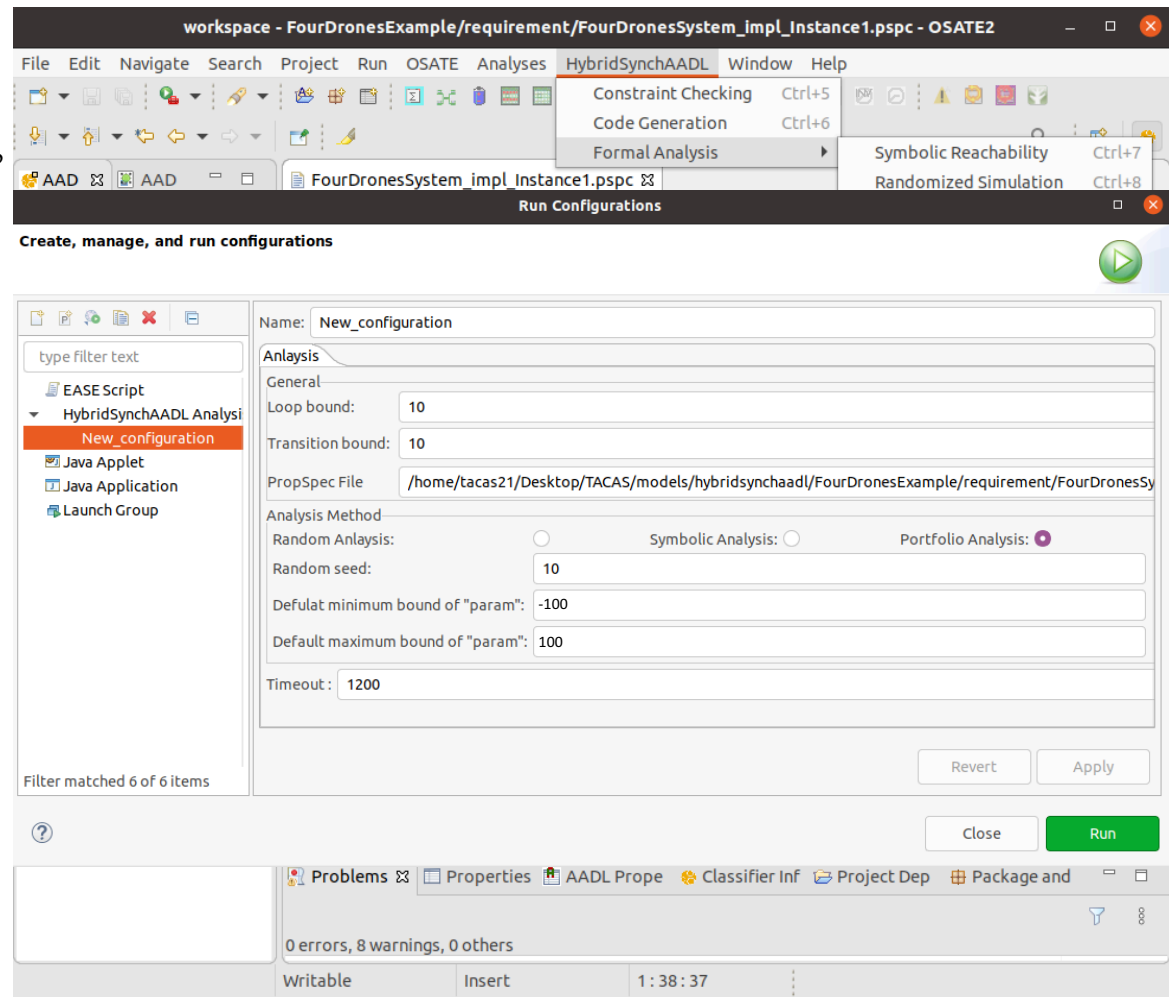 workspace - FourDronesExample/requirement/FourDronesSystem_impl_Instance1.pspc - OSATE2
File Edit Navigate Search Project Run OSATE Analyses HybridSynchAADL Window Help
Constraint Checking Ctrl+5
Code Generation Ctrl+6
Formal Analysis
Symbolic Reachability Ctrl+7
Randomized Simulation Ctrl+8
AAD AAD FourDronesSystem_impl_Instance1.pspc
Run Configurations
Create, manage, and run configurations
type filter text
EASE Script
HybridSynchAADL Analysi
New_configuration
Java Applet
Java Application
Launch Group
Filter matched 6 of 6 items
Name: New_configuration
Anlaysis
General
Loop bound: 10
Transition bound: 10
PropSpec File /home/tacas21/Desktop/TACAS/models/hybridsynchaadl/FourDronesExample/requirement/FourDronesSy
Analysis Method
Random Anlaysis: Symbolic Analysis: Portfolio Analysis:
Random seed: 10
Defulat minimum bound of "param": -100
Default maximum bound of "param": 100
Timeout : 1200
Revert Apply
Close Run
Problems Properties AADL Prope Classifier Inf Project Dep Package and
0 errors, 8 warnings, 0 others
Writable Insert 1 : 38 : 37